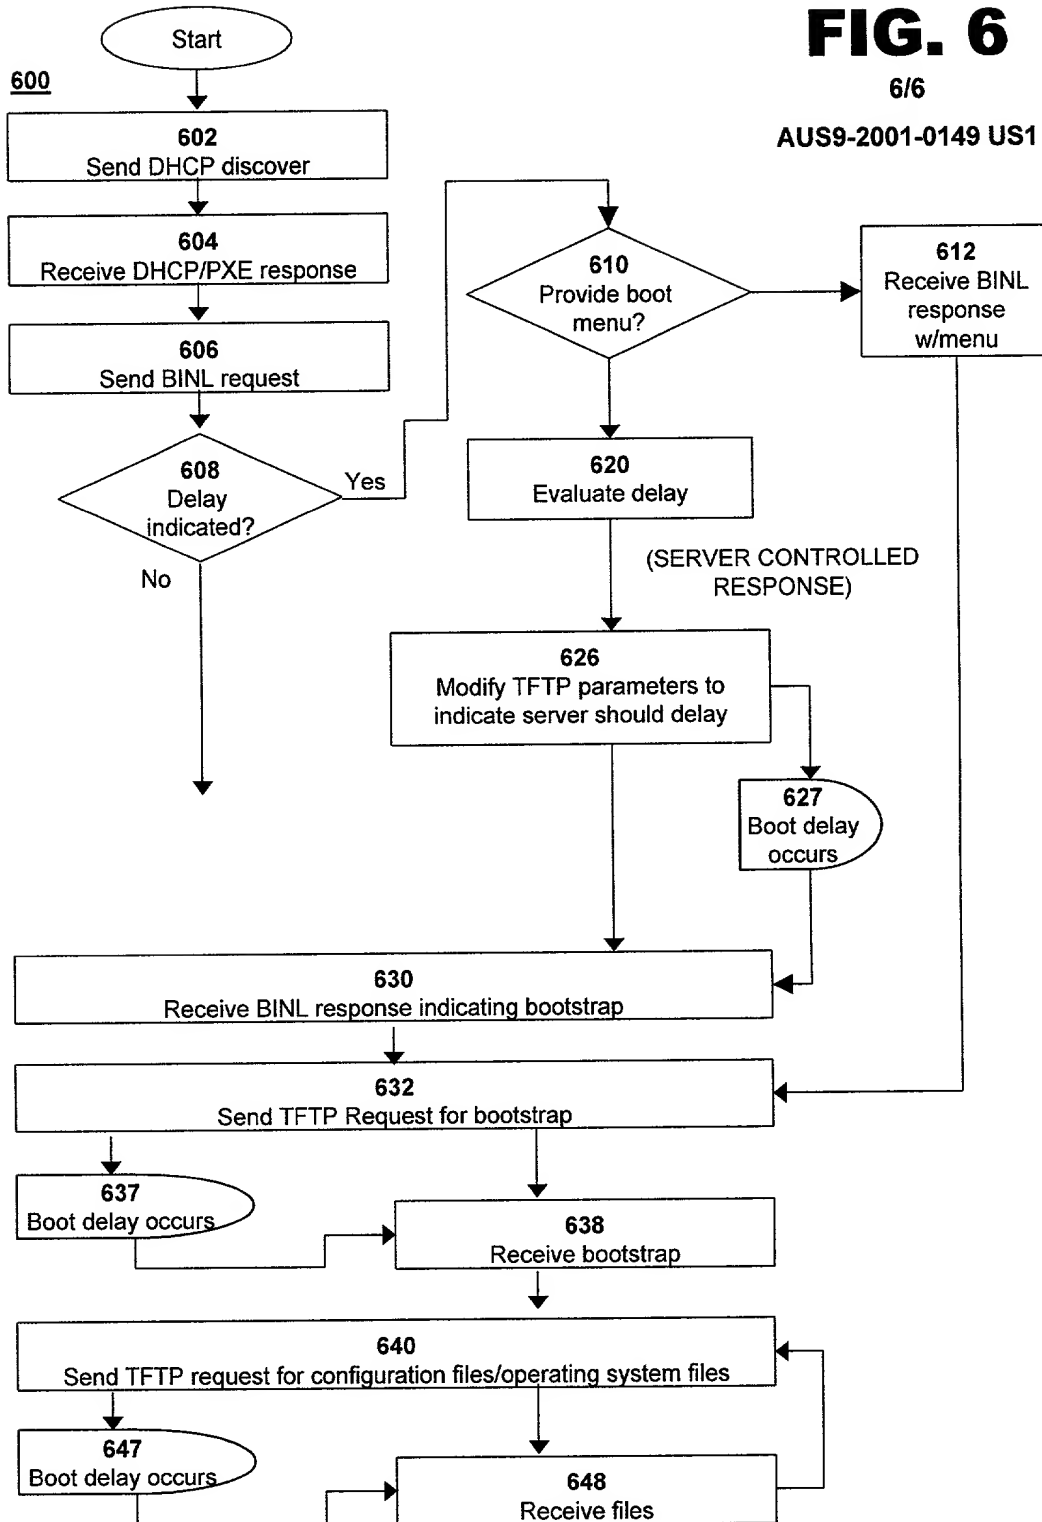 FIG. 6
6/6
AUS9-2001-0149 US1
600
Start
602
Send DHCP discover
604
Receive DHCP/PXE response
606
Send BINL request
608
Delay
indicated?
Yes
No
610
Provide boot
menu?
612
Receive BINL
response
w/menu
620
Evaluate delay
(SERVER CONTROLLED
RESPONSE)
626
Modify TFTP parameters to
indicate server should delay
627
Boot delay
occurs
630
Receive BINL response indicating bootstrap
632
Send TFTP Request for bootstrap
637
Boot delay occurs
638
Receive bootstrap
640
Send TFTP request for configuration files/operating system files
647
Boot delay occurs
648
Receive files